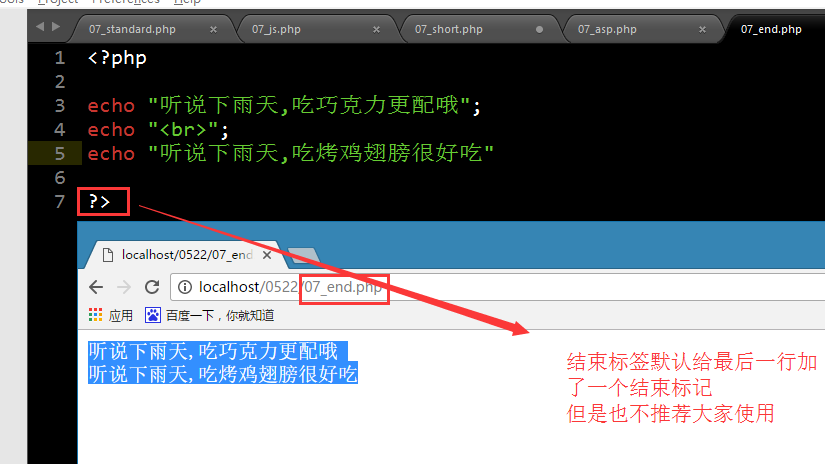 Project Preferences Help
07_standard.php × 07_js.php × 07_short.php 07_asp.php × 07_end.php
1 <?php
2
3 echo "听说下雨天,吃巧克力更配哦";
4 echo "<br>";
5 echo "听说下雨天,吃烤鸡翅膀很好吃"
6
7 ?>
localhost/0522/07_end ×
localhost/0522/07_end.php
应用 百度一下，你就知道
听说下雨天,吃巧克力更配哦
听说下雨天,吃烤鸡翅膀很好吃
结束标签默认给最后一行加
了一个结束标记
但是也不推荐大家使用